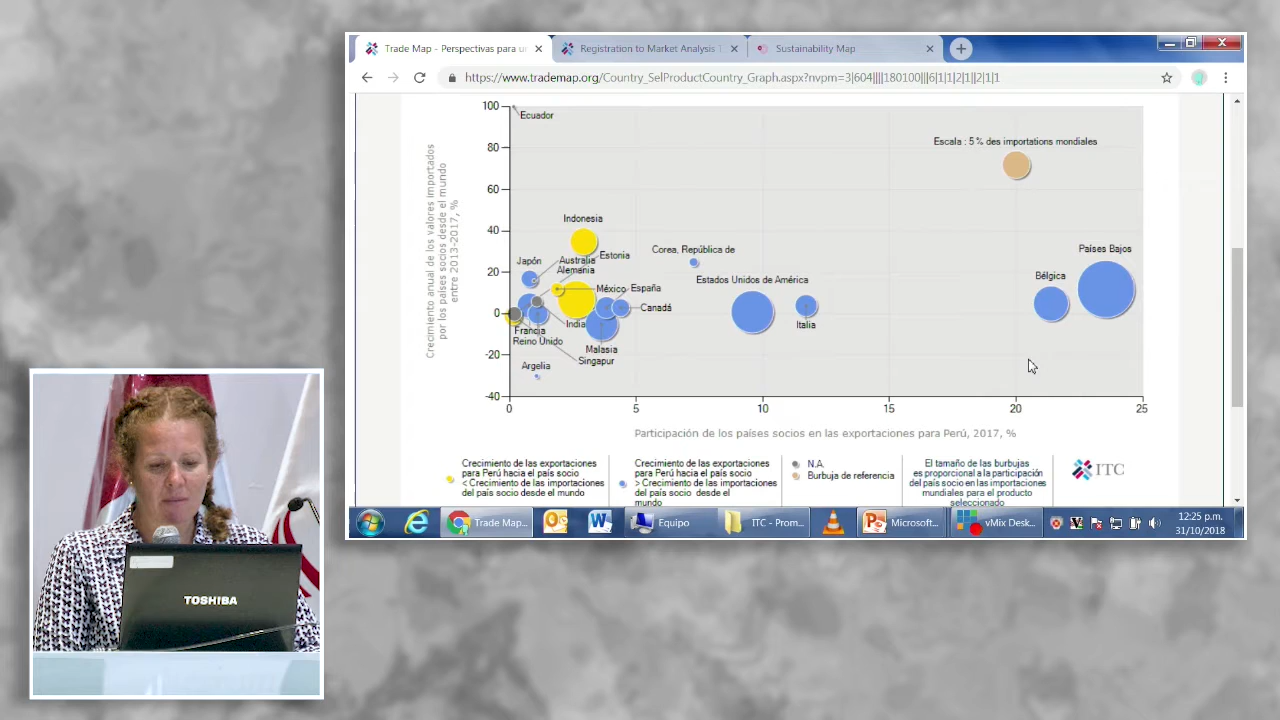 Trade Map - Perspectivas para un
Registration to Market Analysis T
Sustainability Map
https://www.trademap.org/Country_SelProductCountry_Graph.aspx?nvpm=3|604||||180100|||6|1|1|2|1||2|1|1
Crecimiento anual de los valores importados
por los países socios desde el mundo
entre 2013-2017, %
100
80
60
40
20
0
-20
-40
Ecuador
Escala : 5 % des importations mondiales
Indonesia
Estonia
Corea, República de
Países Bajos
Japón
Australia
Alemania
Estados Unidos de América
Bélgica
México
España
Canadá
India
Italia
Francia
Reino Unido
Malasia
Singapur
Argelia
0
5
10
15
20
25
Participación de los países socios en las exportaciones para Perú, 2017, %
Crecimiento de las exportaciones
para Perú hacia el país socio
< Crecimiento de las importaciones
del país socio desde el mundo
Crecimiento de las exportaciones
para Perú hacia el país socio
> Crecimiento de las importaciones
del país socio desde el
mundo
N.A.
Burbuja de referencia
El tamaño de las burbujas
es proporcional a la participación
del país socio en las importaciones
mundiales para el producto
seleccionado
ITC
Trade Map...
Equipo
ITC - Prom...
Microsoft...
vMix Desk...
12:25 p.m.
31/10/2018
TOSHIBA